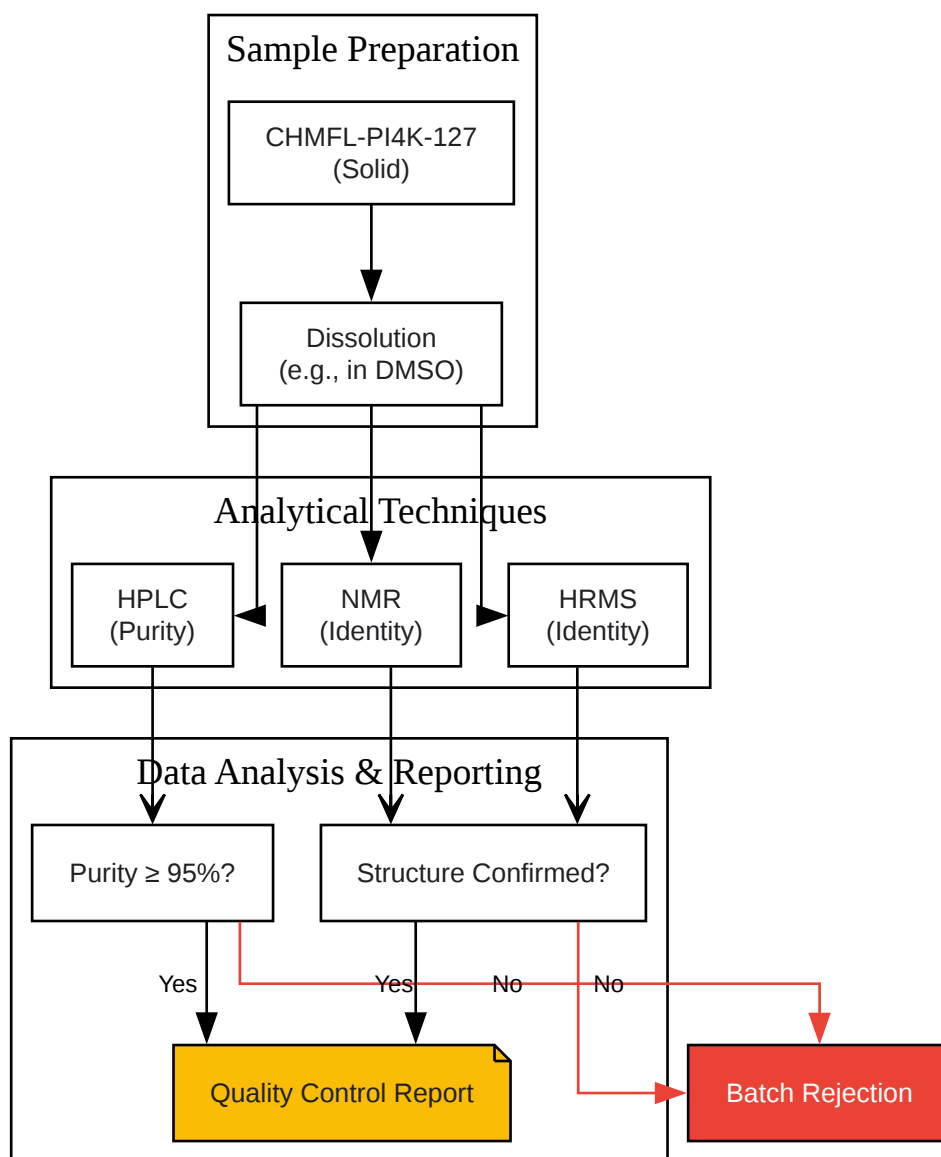 Sample Preparation
CHMFL-PI4K-127
(Solid)
Dissolution
(e.g., in DMSO)
Analytical Techniques
HPLC
(Purity)
NMR
(Identity)
HRMS
(Identity)
Data Analysis & Reporting
Purity ≥ 95%?
Structure Confirmed?
Yes
Yes
No
No
Quality Control Report
Batch Rejection